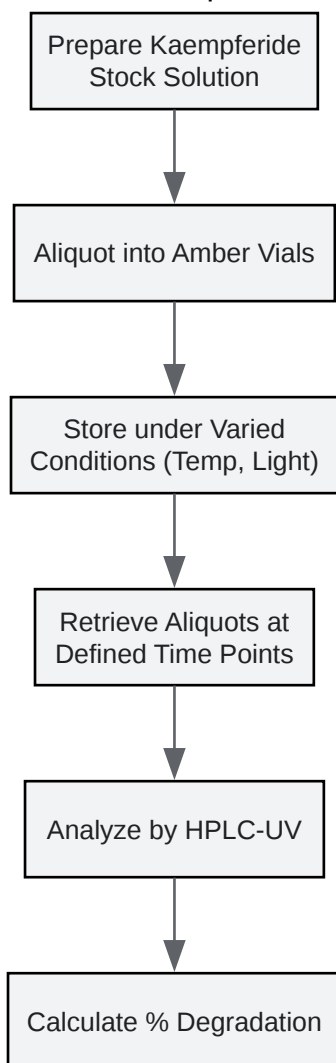 Prepare Kaempferide
Stock Solution
Aliquot into Amber Vials
Store under Varied
Conditions (Temp, Light)
Retrieve Aliquots at
Defined Time Points
Analyze by HPLC-UV
Calculate % Degradation